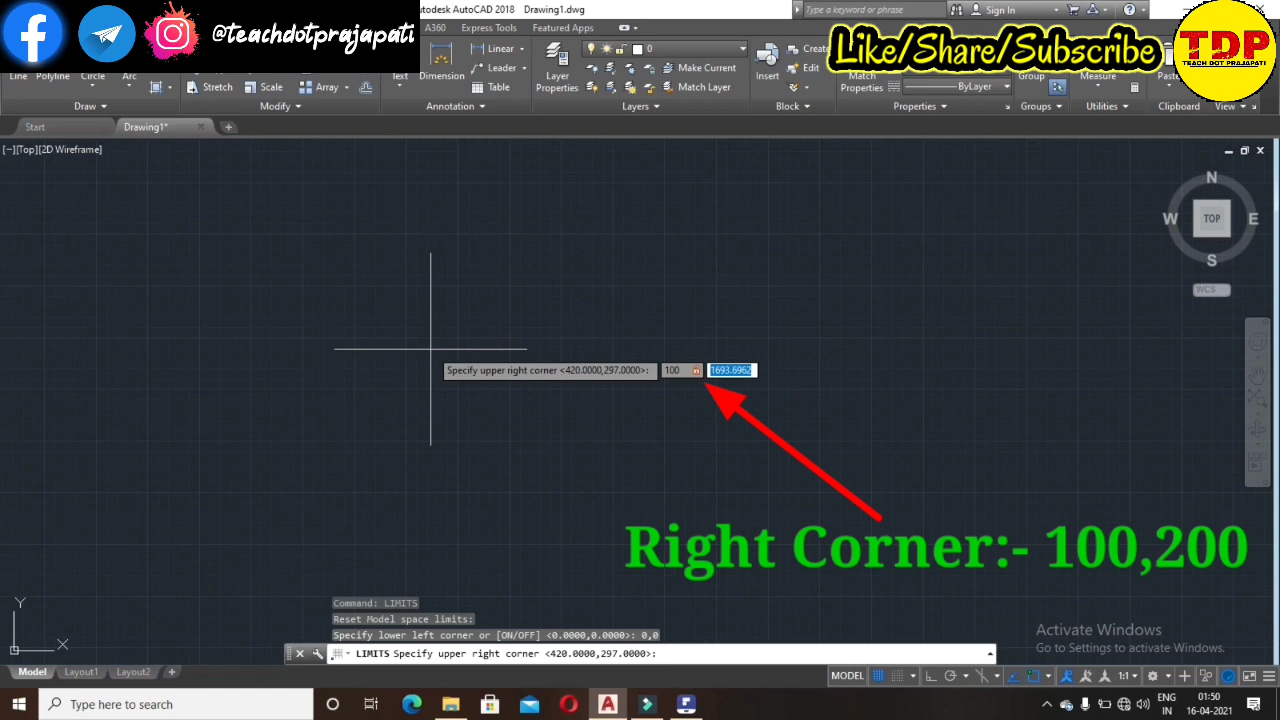 @teachdotprajapati
utodesk AutoCAD 2018 Drawing1.dwg
Type a keyword or phrase
Sign In
Like/Share/Subscribe
TDP
TEACH DOT PRAJAPATI
A360 Express Tools Featured Apps
Linear
0
Leader
Make Current
Edit
Line Polyline Circle Arc
Text Dimension
Layer
Properties
Insert
Match
Properties
Group
Measure
Stretch Scale Array
Table
Match Layer
ByLayer
Draw Modify Annotation Layers Block Properties Groups Utilities Clipboard View
Start Drawing1*
[−][Top][2D Wireframe]
N
W TOP E
S
WCS
Specify upper right corner <420.0000,297.0000>: 100 1693.6962
Right Corner:- 100,200
Y
X
Command: LIMITS
Reset Model space limits:
Specify lower left corner or [ON/OFF] <0.0000,0.0000>: 0,0
LIMITS Specify upper right corner <420.0000,297.0000>:
Activate Windows
Go to Settings to activate Windows.
Model Layout1 Layout2 +
MODEL 1:1
Type here to search
ENG
IN
01:50
16-04-2021